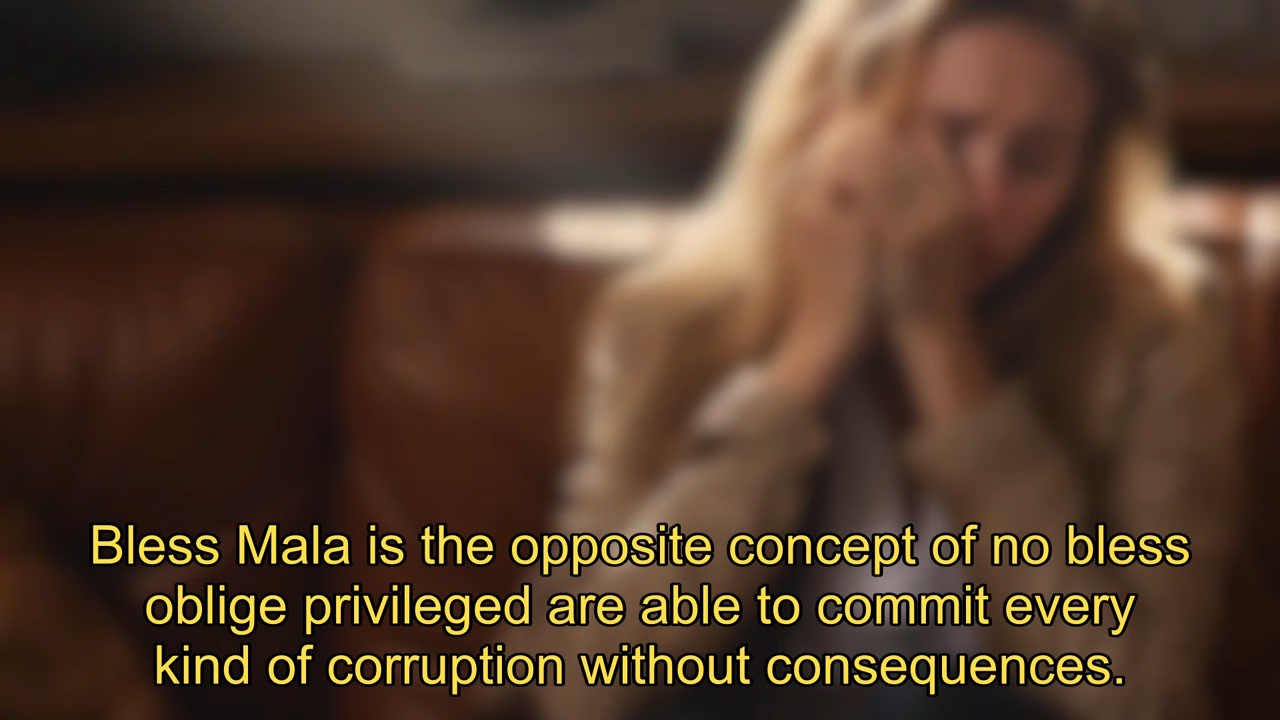 Bless Mala is the opposite concept of no bless
oblige privileged are able to commit every
kind of corruption without consequences.